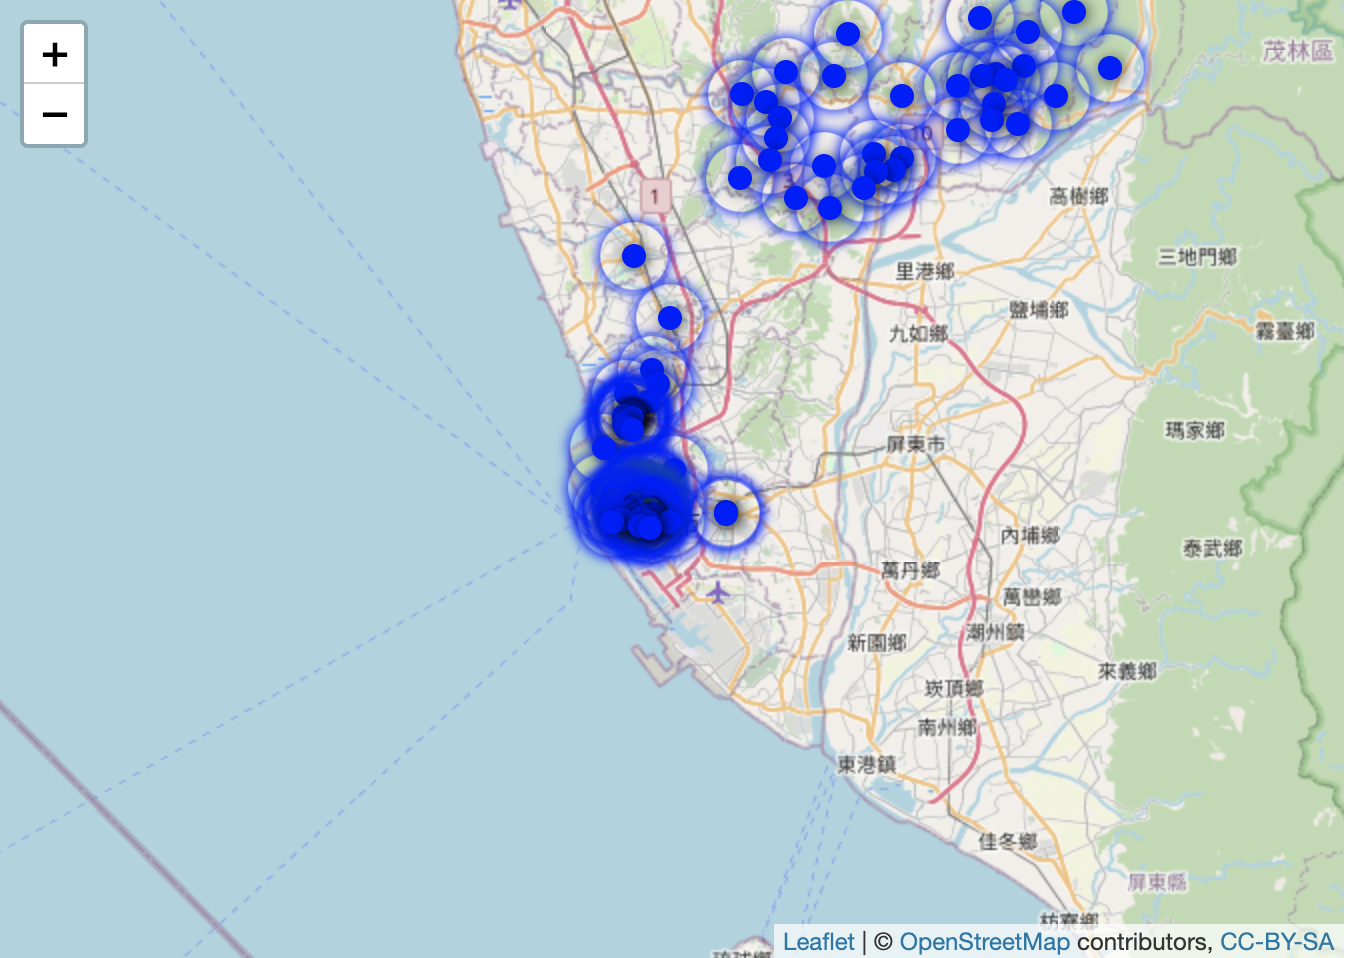 +
−
茂林區
10
高樹鄉
1
三地門鄉
里港鄉
鹽埔鄉
霧臺鄉
九如鄉
瑪家鄉
屏東市
內埔鄉
泰武鄉
萬丹鄉
萬巒鄉
潮州鎮
新園鄉
來義鄉
崁頂鄉
南州鄉
東港鎮
佳冬鄉
屏東縣
枋寮鄉
琉球鄉
Leaflet | © OpenStreetMap contributors, CC-BY-SA